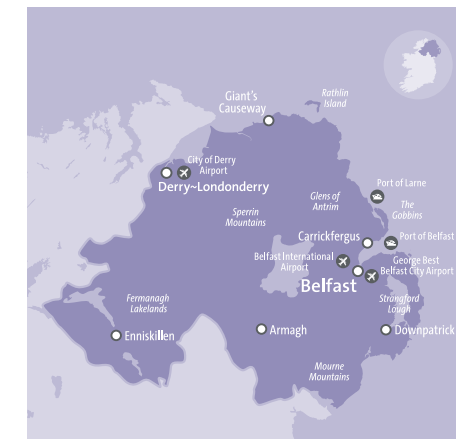 Giant's
Causeway
Rathlin
Island
City of Derry
Airport
Derry~Londonderry
Port of Larne
Glens of
Antrim
The
Gobbins
Sperrin
Mountains
Carrickfergus
Port of Belfast
Belfast International
Airport
George Best
Belfast City Airport
Belfast
Fermanagh
Lakelands
Strangford
Lough
Enniskillen
Armagh
Downpatrick
Mourne
Mountains